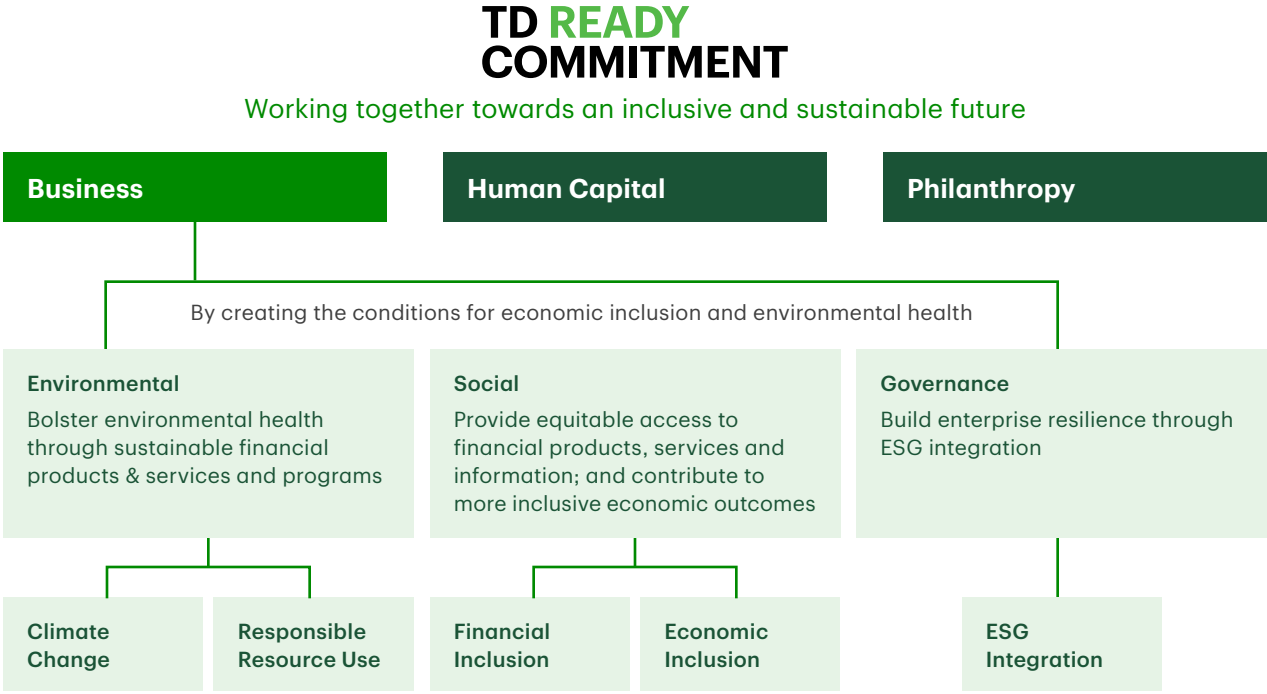 TD READY
COMMITMENT
Working together towards an inclusive and sustainable future
Business
Human Capital
Philanthropy
By creating the conditions for economic inclusion and environmental health
Environmental
Bolster environmental health
through sustainable financial
products & services and programs
Social
Provide equitable access to
financial products, services and
information; and contribute to
more inclusive economic outcomes
Governance
Build enterprise resilience through
ESG integration
Climate
Change
Responsible
Resource Use
Financial
Inclusion
Economic
Inclusion
ESG
Integration